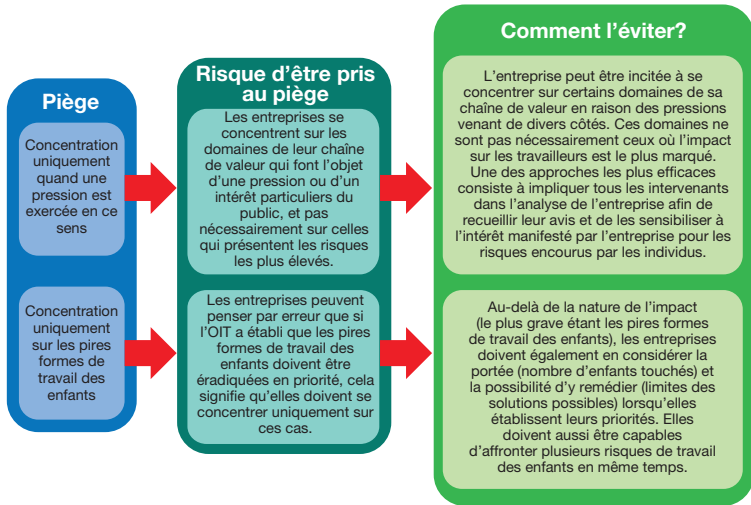 Piège
Concentration
uniquement
quand une
pression est
exercée en ce
sens
Concentration
uniquement
sur les pires
formes de
travail des
enfants
Risque d'être pris
au piège
Les entreprises se
concentrent sur les
domaines de leur chaîne
de valeur qui font l'objet
d'une pression ou d'un
intérêt particuliers du
public, et pas
nécessairement sur celles
qui présentent les risques
les plus élevés.
Les entreprises peuvent
penser par erreur que si
l'OIT a établi que les pires
formes de travail des
enfants doivent être
éradiquées en priorité, cela
signifie qu'elles doivent se
concentrer uniquement sur
ces cas.
Comment l'éviter?
L'entreprise peut être incitée à se
concentrer sur certains domaines de sa
chaîne de valeur en raison des pressions
venant de divers côtés. Ces domaines ne
sont pas nécessairement ceux où l'impact
sur les travailleurs est le plus marqué.
Une des approches les plus efficaces
consiste à impliquer tous les intervenants
dans l'analyse de l'entreprise afin de
recueillir leur avis et de les sensibiliser à
l'intérêt manifesté par l'entreprise pour les
risques encourus par les individus.
Au-delà de la nature de l'impact
(le plus grave étant les pires formes
de travail des enfants), les entreprises
doivent également en considérer la
portée (nombre d'enfants touchés) et
la possibilité d'y remédier (limites des
solutions possibles) lorsqu'elles
établissent leurs priorités. Elles
doivent aussi être capables
d'affronter plusieurs risques de travail
des enfants en même temps.